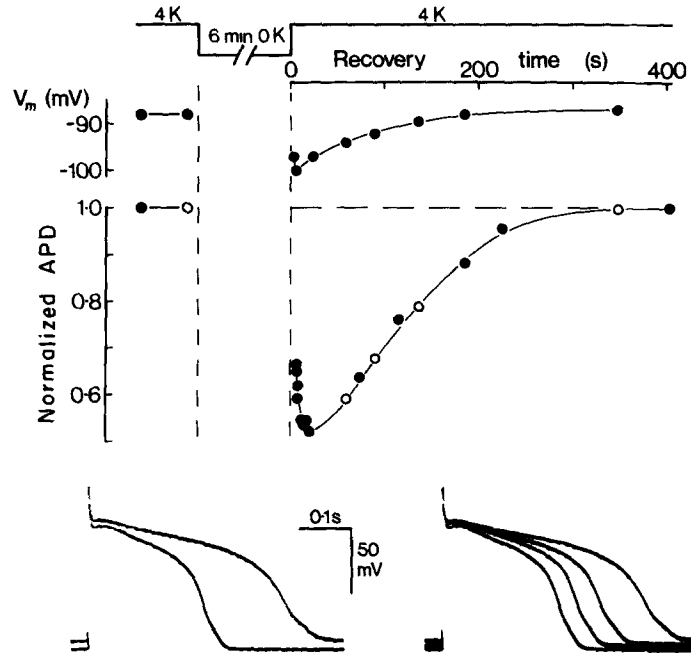 4K
4K
6 min 0K
0
Recovery time (s)
200
400
Vm (mV)
-90
-100
1·0
0·8
0·6
Normalized APD
0·1s
50
mV